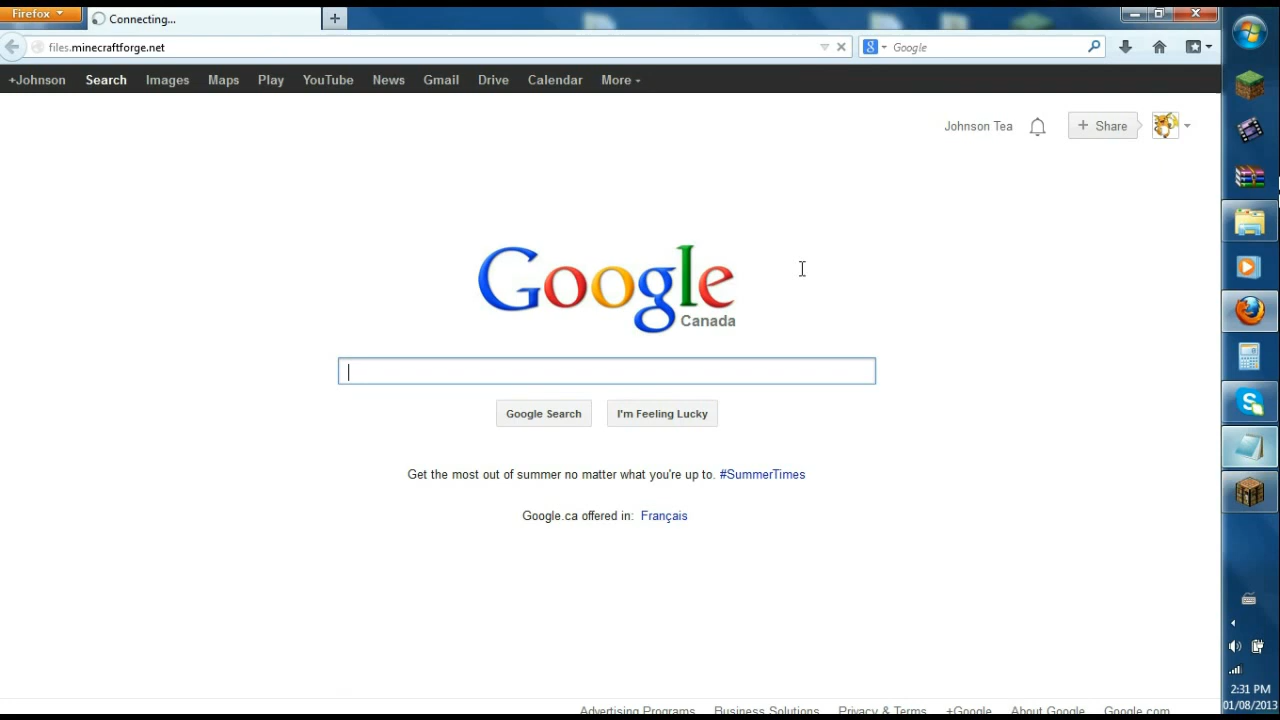 Firefox
Connecting...
files.minecraftforge.net
Google
+Johnson Search Images Maps Play YouTube News Gmail Drive Calendar More
Johnson Tea
+ Share
Google
Canada
Google Search
I'm Feeling Lucky
Get the most out of summer no matter what you're up to. #SummerTimes
Google.ca offered in: Français
Advertising Programs Business Solutions Privacy & Terms +Google About Google Google.com
2:31 PM
01/08/2013